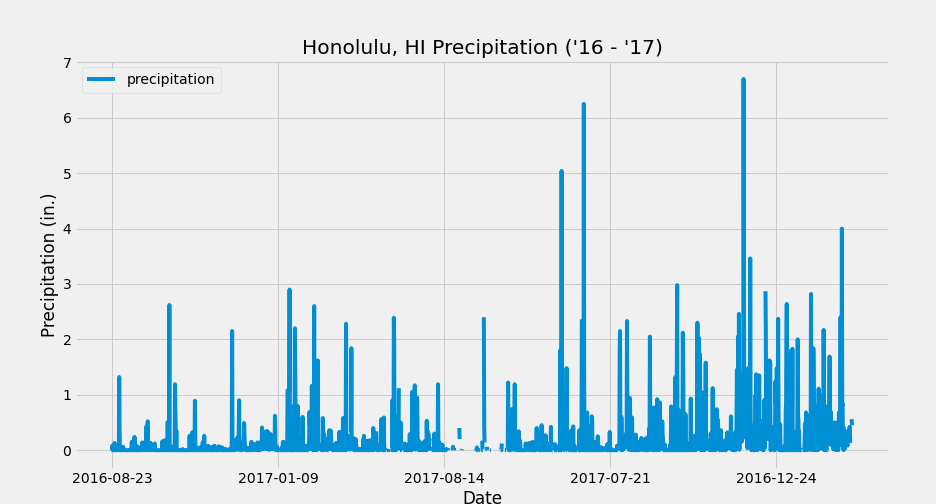 Honolulu, HI Precipitation ('16 - '17)
precipitation
Precipitation (in.)
7
6
5
4
3
2
1
0
2016-08-23 2017-01-09 2017-08-14 2017-07-21 2016-12-24
Date